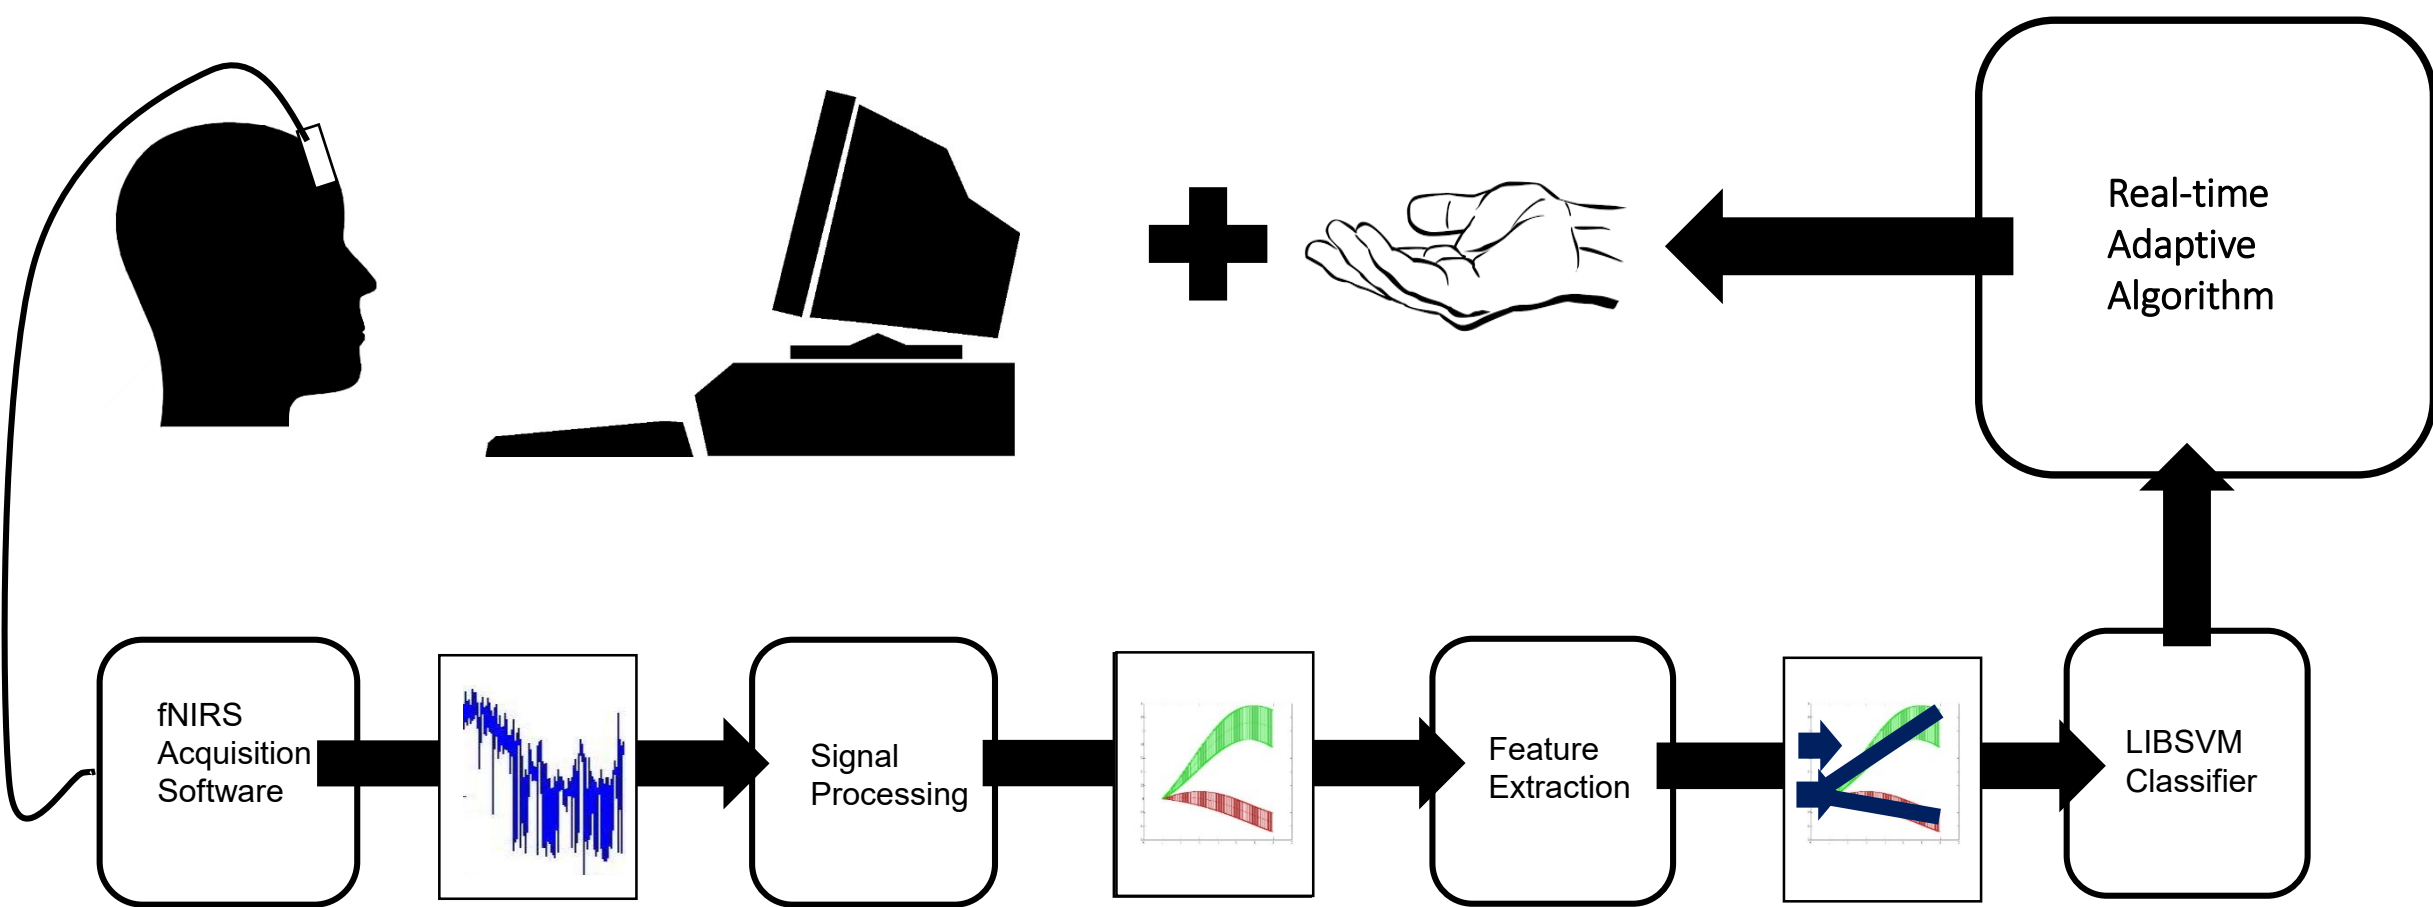 Real-time
Adaptive
Algorithm
fNIRS
Acquisition
Software
Signal
Processing
Feature
Extraction
LIBSVM
Classifier